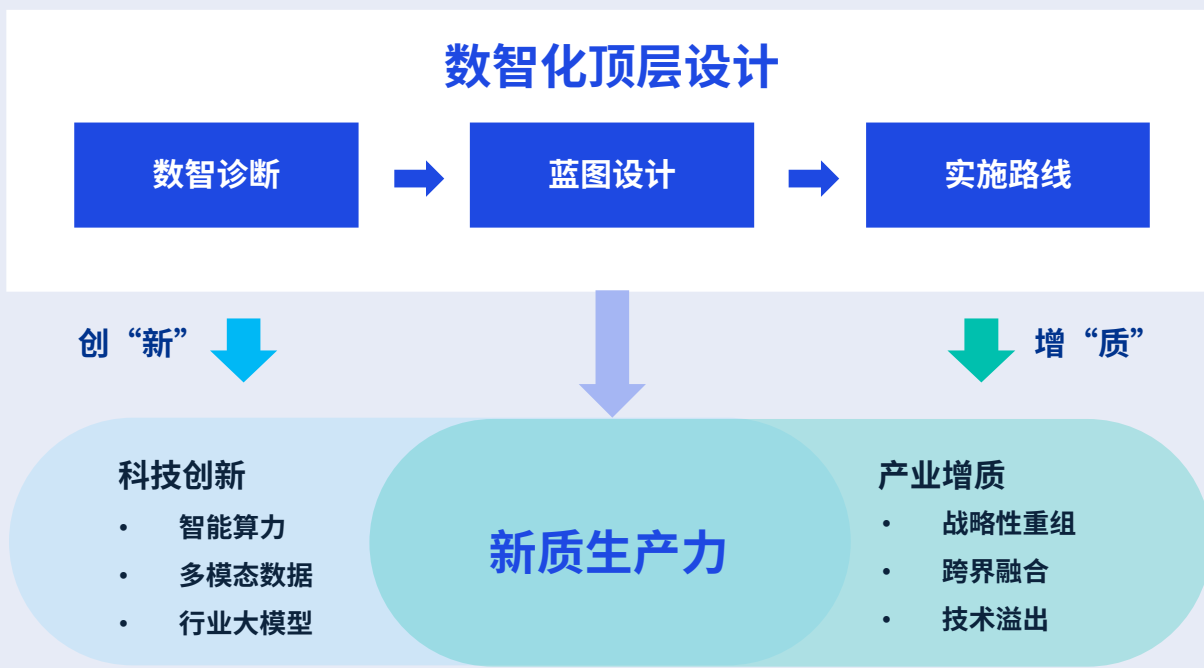 数智化顶层设计
数智诊断
蓝图设计
实施路线
创“新”
增“质”
科技创新
• 智能算力
• 多模态数据
• 行业大模型
新质生产力
产业增质
• 战略性重组
• 跨界融合
• 技术溢出